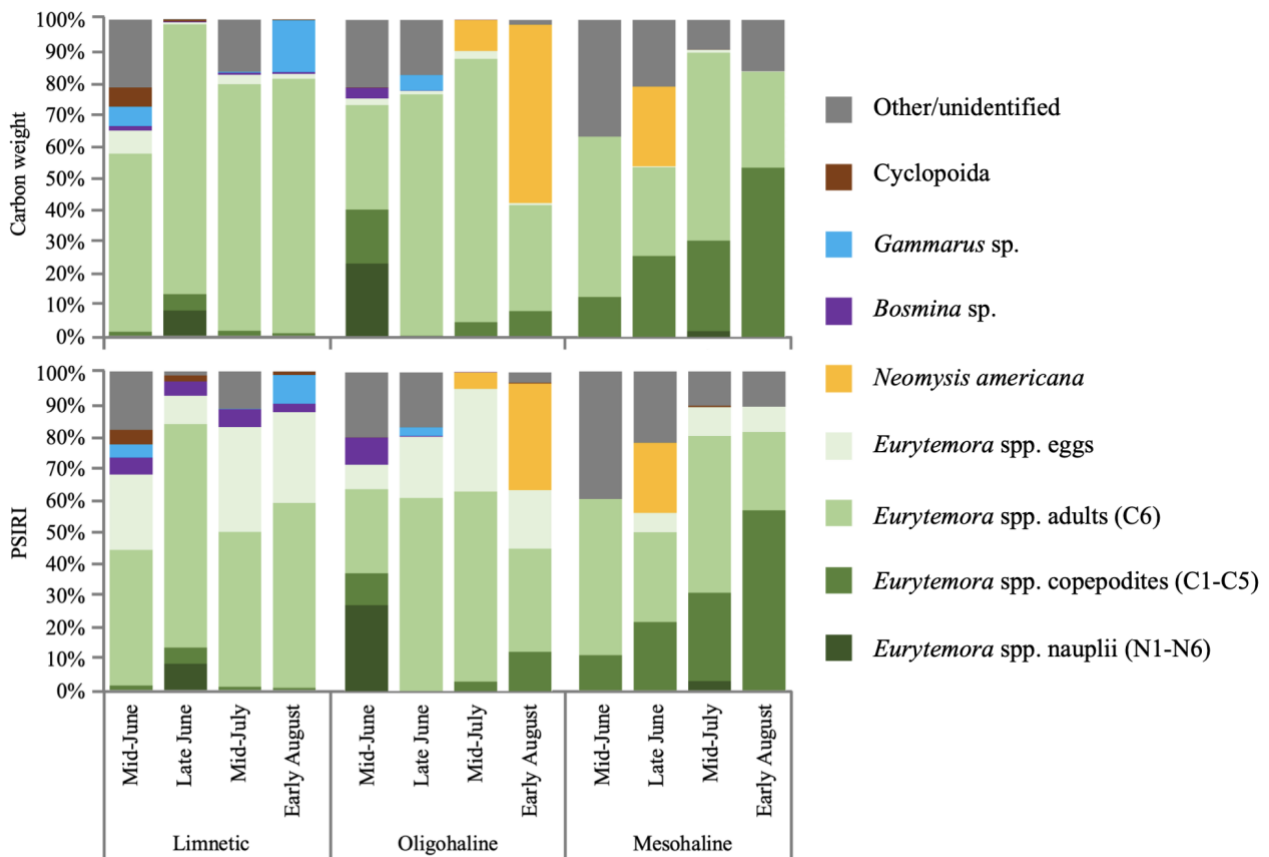 Carbon weight
100%
90%
80%
70%
60%
50%
40%
30%
20%
10%
0%
PSIRI
100%
90%
80%
70%
60%
50%
40%
30%
20%
10%
0%
Mid-June
Late June
Mid-July
Early August
Mid-June
Late June
Mid-July
Early August
Mid-June
Late June
Mid-July
Early August
Limnetic
Oligohaline
Mesohaline
Other/unidentified
Cyclopoida
Gammarus sp.
Bosmina sp.
Neomysis americana
Eurytemora spp. eggs
Eurytemora spp. adults (C6)
Eurytemora spp. copepodites (C1-C5)
Eurytemora spp. nauplii (N1-N6)